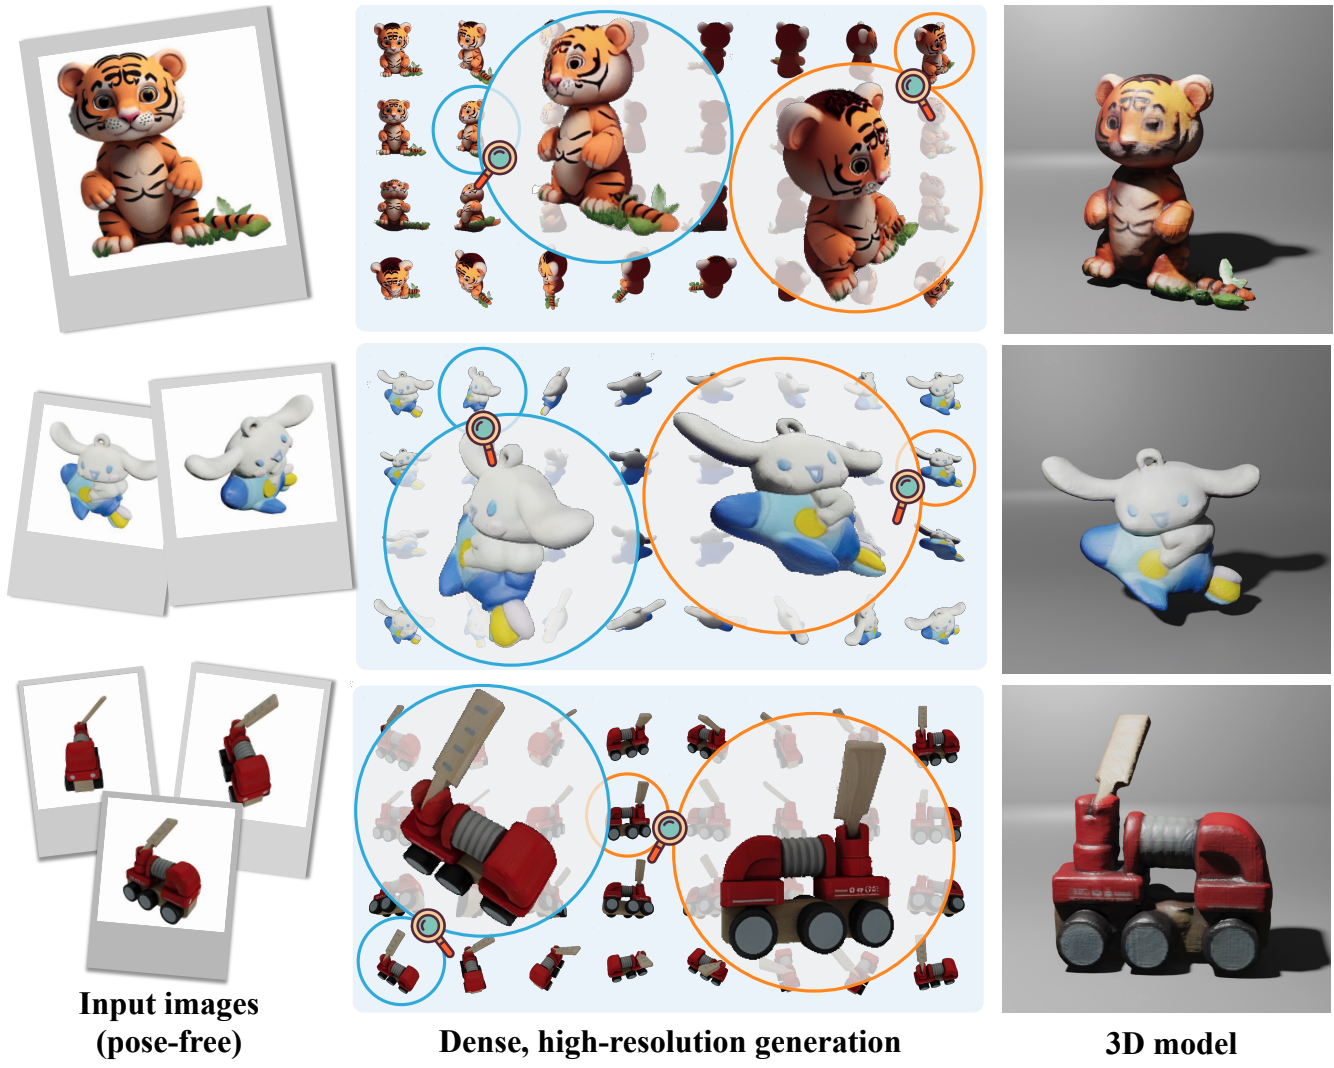 Input images
(pose-free)
Dense, high-resolution generation
3D model